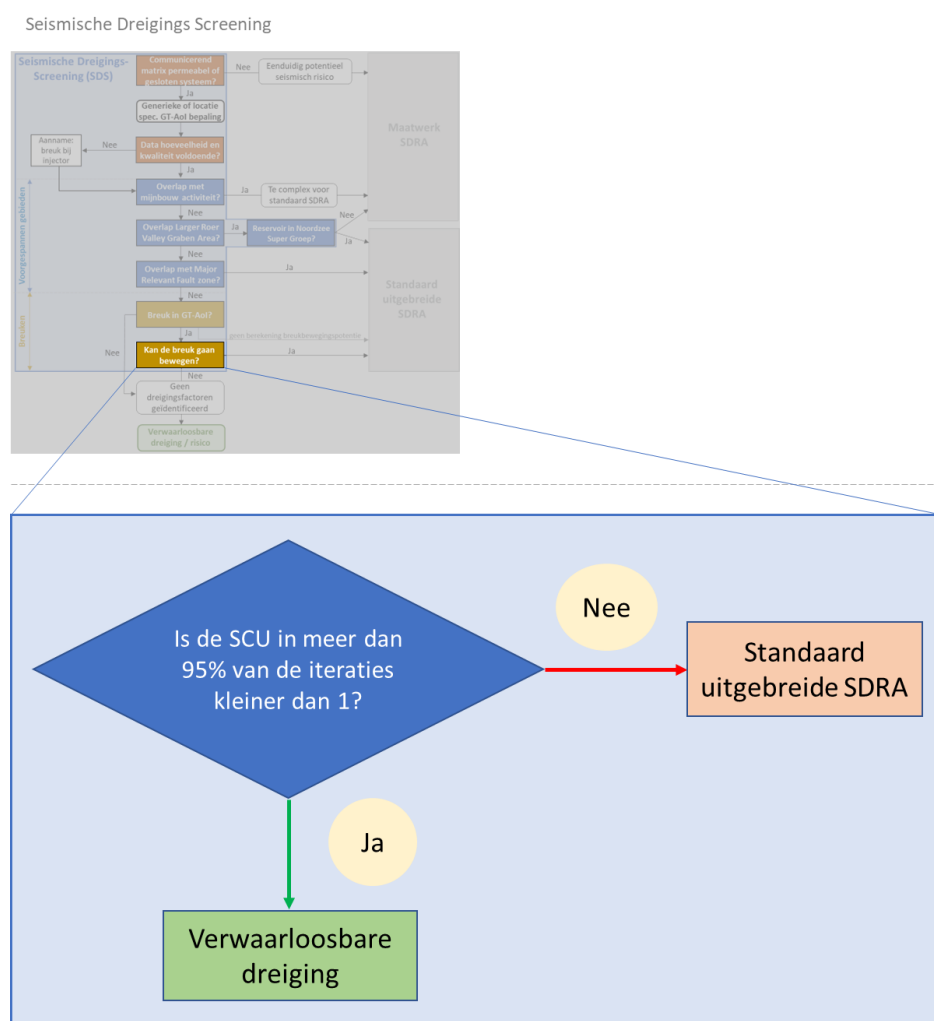 Seismische Dreigings Screening
Seismische Dreigings-
Screening (SDS)
Communicerend
matrix permeabel of
gesloten systeem?
Nee
Eenduidig potentieel
seismisch risico
Ja
Generieke of locatie
spec. GT-AoI bepaling
Maatwerk
SDRA
Aanname:
breuk bij
injector
Nee
Data hoeveelheid en
kwaliteit voldoende?
Ja
Overlap met
mijnbouw activiteit?
Ja
Te complex voor
standaard SDRA
Nee
Nee
Voorgespannen gebieden
Overlap Larger Roer
Valley Graben Area?
Ja
Reservoir in Noordzee
Super Groep?
Ja
Nee
Overlap met Major
Relevant Fault zone?
Ja
Standaard
uitgebreide
SDRA
Nee
Breuken
Breuk in GT-AoI?
Ja
Nee
Kan de breuk gaan
bewegen?
Ja
Nee
Geen
dreigingsfactoren
geïdentificeerd
Verwaarloosbare
dreiging / risico
Is de SCU in meer dan
95% van de iteraties
kleiner dan 1?
Nee
Standaard
uitgebreide SDRA
Ja
Verwaarloosbare
dreiging